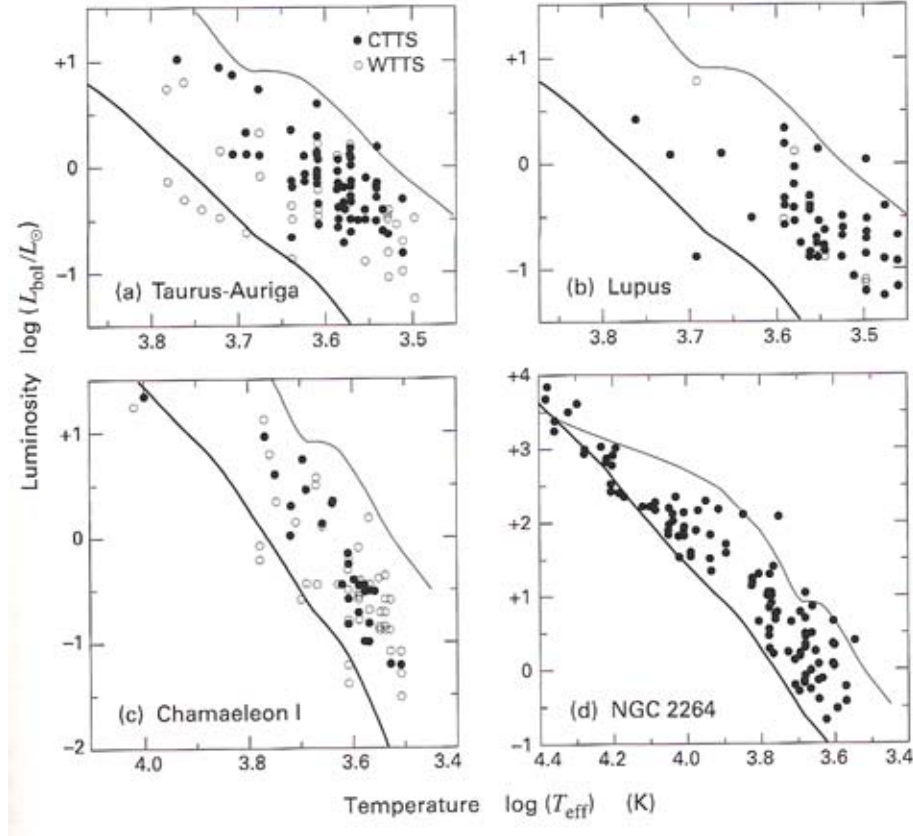 +1
0
−1
● CTTS
○ WTTS
(a) Taurus-Auriga
3.8 3.7 3.6 3.5
+1
0
−1
(b) Lupus
3.8 3.7 3.6 3.5
+1
0
−1
−2
(c) Chamaeleon I
4.0 3.8 3.6 3.4
+4
+3
+2
+1
0
−1
(d) NGC 2264
4.4 4.2 4.0 3.8 3.6 3.4
Luminosity log (L_bol/L_⊙)
Temperature log (T_eff) (K)